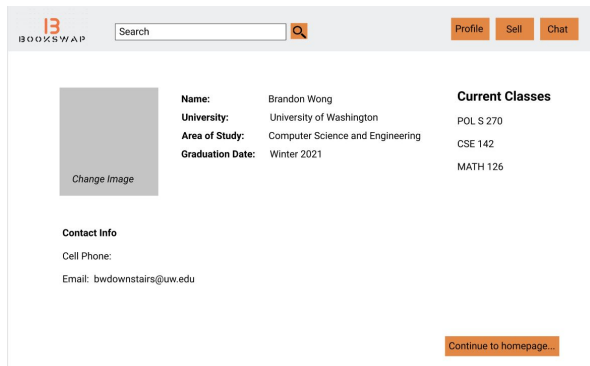 B
BOOKSWAP
Search
Profile
Sell
Chat
Change Image
Name: Brandon Wong
University: University of Washington
Area of Study: Computer Science and Engineering
Graduation Date: Winter 2021
Current Classes
POL S 270
CSE 142
MATH 126
Contact Info
Cell Phone:
Email: bwdownstairs@uw.edu
Continue to homepage...